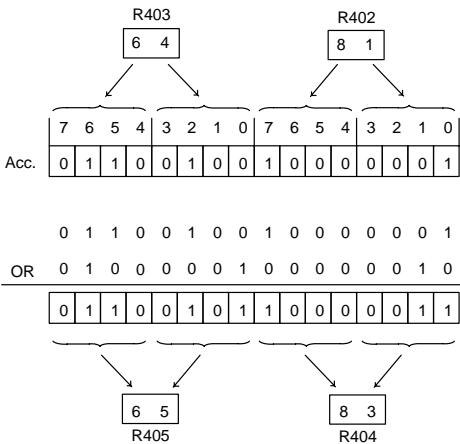 R403 R402
6 4 8 1
7 6 5 4 3 2 1 0 7 6 5 4 3 2 1 0
Acc. 0 1 1 0 0 1 0 0 1 0 0 0 0 0 0 1
0 1 1 0 0 1 0 0 1 0 0 0 0 0 0 1
OR 0 1 0 0 0 0 0 1 0 0 0 0 0 0 1 0
0 1 1 0 0 1 0 1 1 0 0 0 0 0 1 1
6 5 8 3
R405 R404